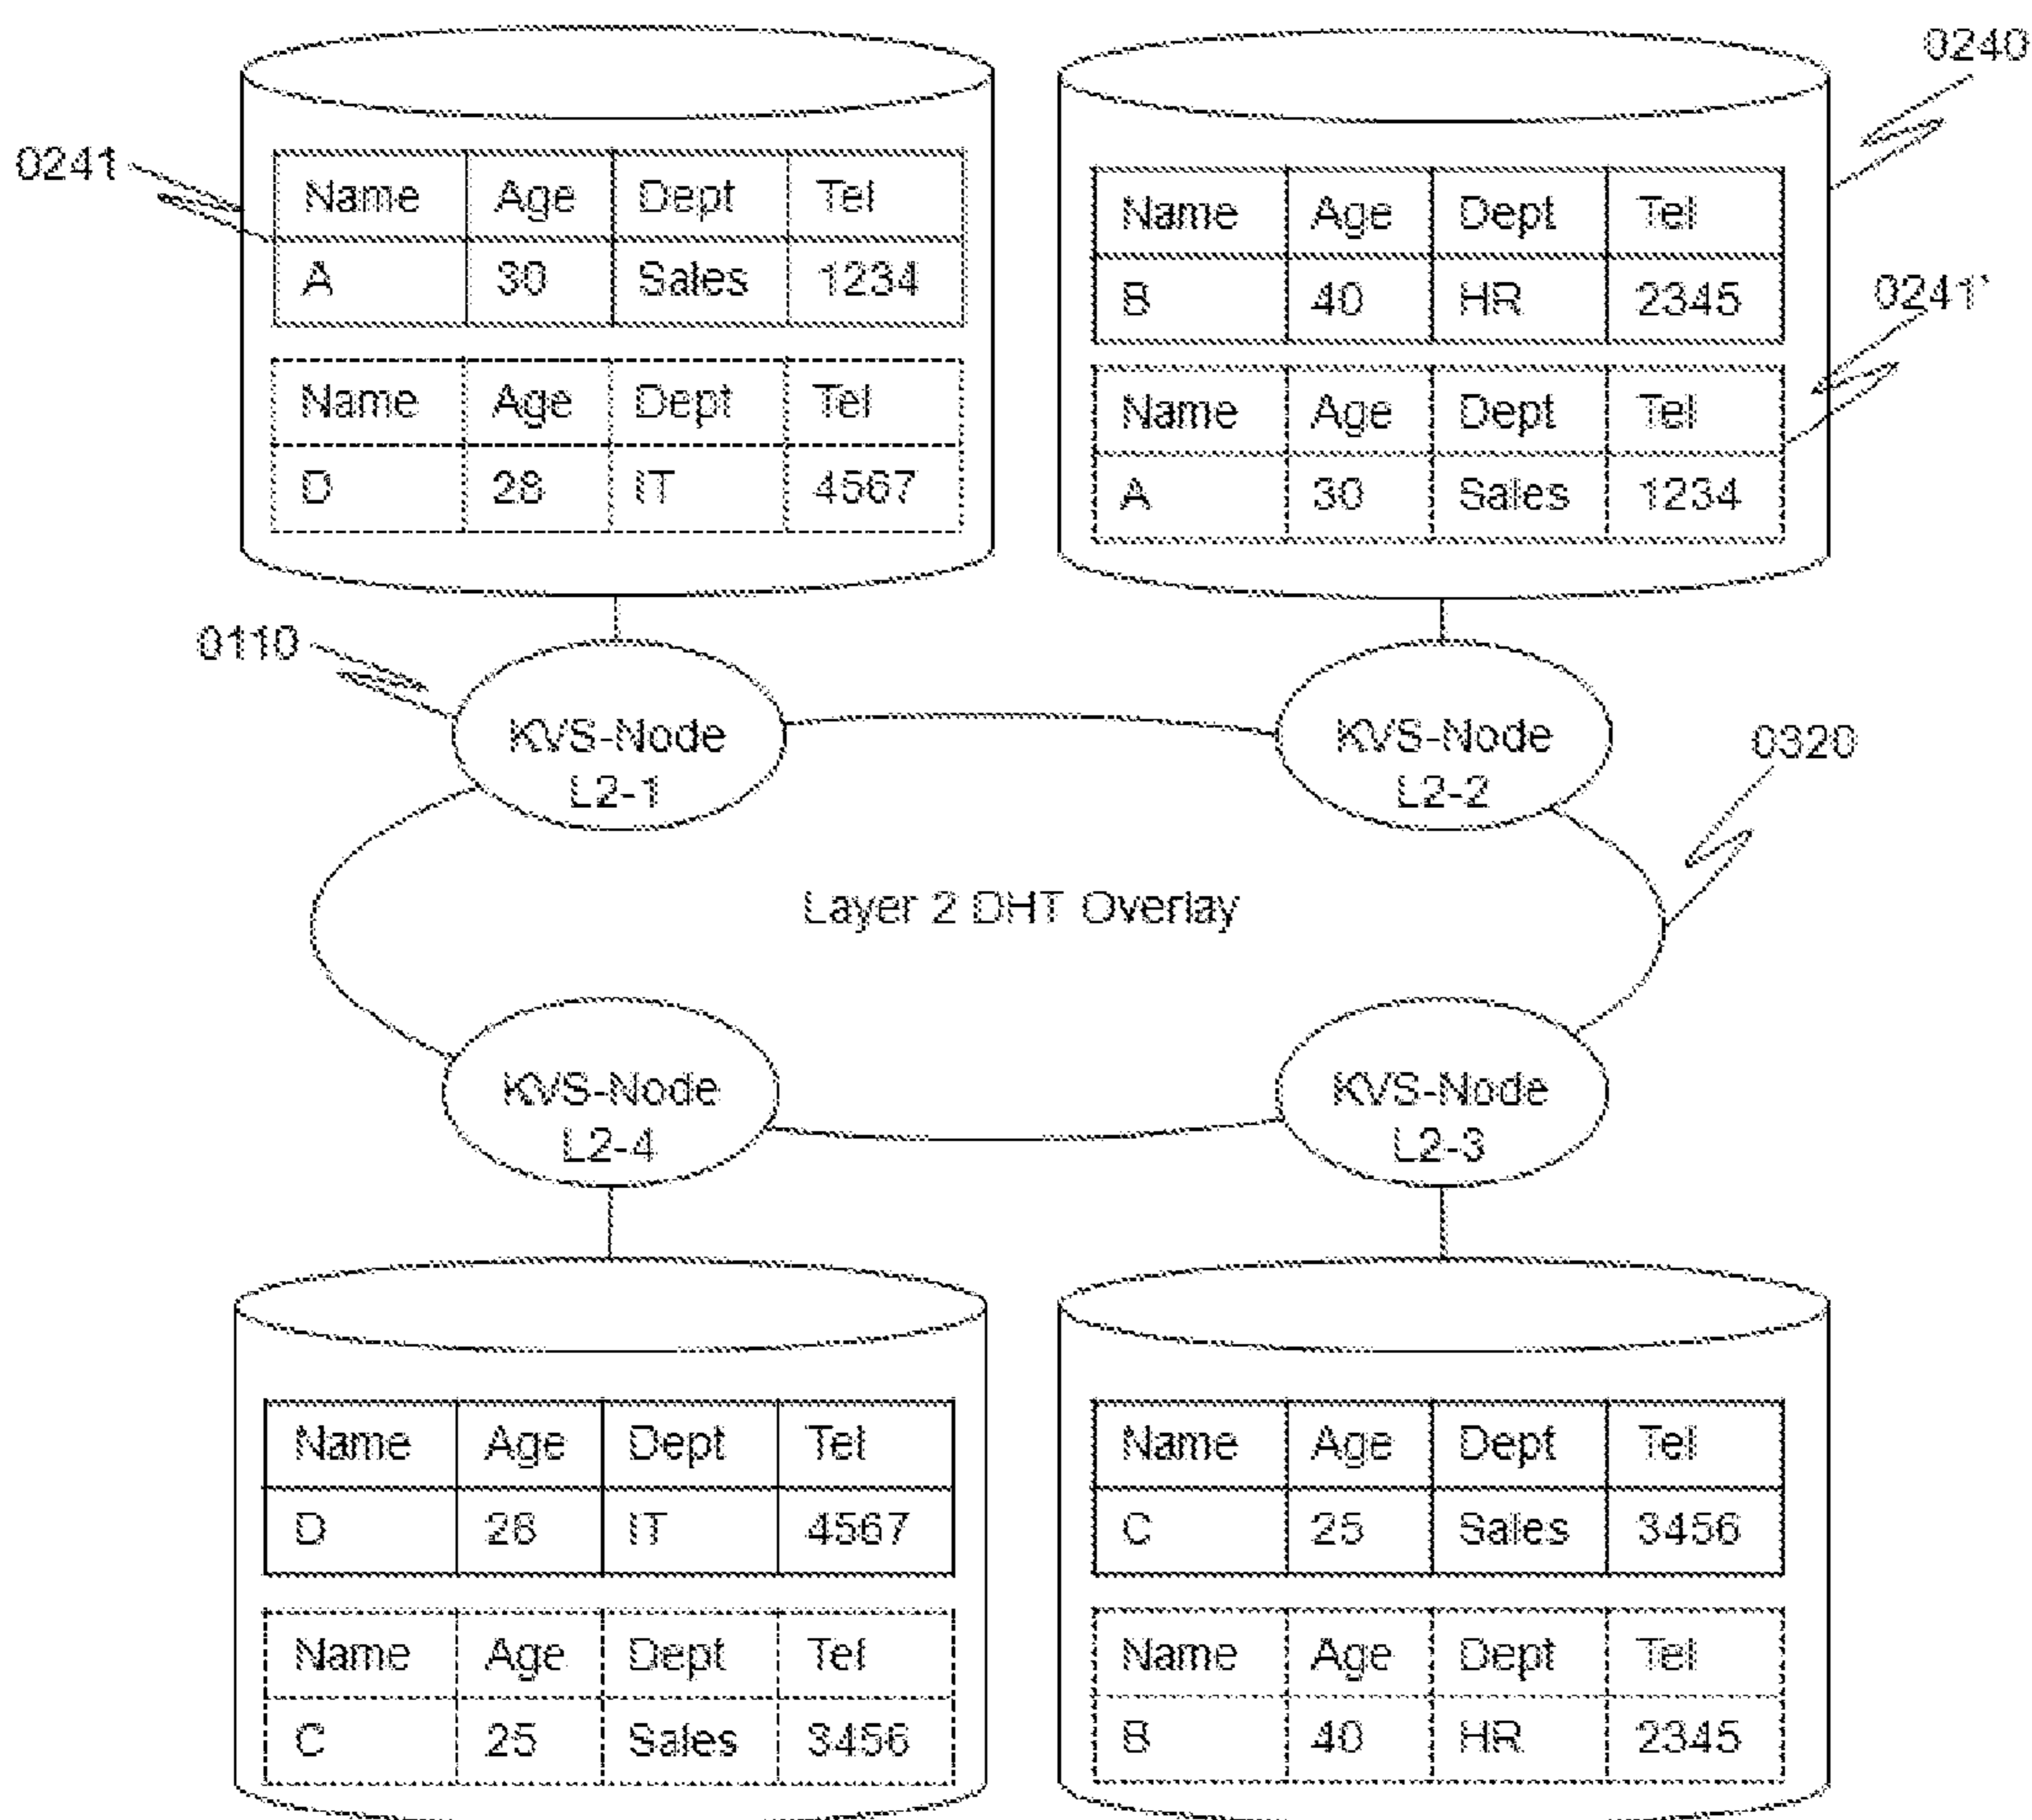 0240
0241
Name Age Dept Tel
A 30 Sales 1234
Name Age Dept Tel
D 28 IT 4567
Name Age Dept Tel
B 40 HR 2345
0241'
Name Age Dept Tel
A 30 Sales 1234
0110
KVS-Node
L2-1
KVS-Node
L2-2
0320
Layer 2 DHT Overlay
KVS-Node
L2-4
KVS-Node
L2-3
Name Age Dept Tel
D 28 IT 4567
Name Age Dept Tel
C 25 Sales 3456
Name Age Dept Tel
C 25 Sales 3456
Name Age Dept Tel
B 40 HR 2345